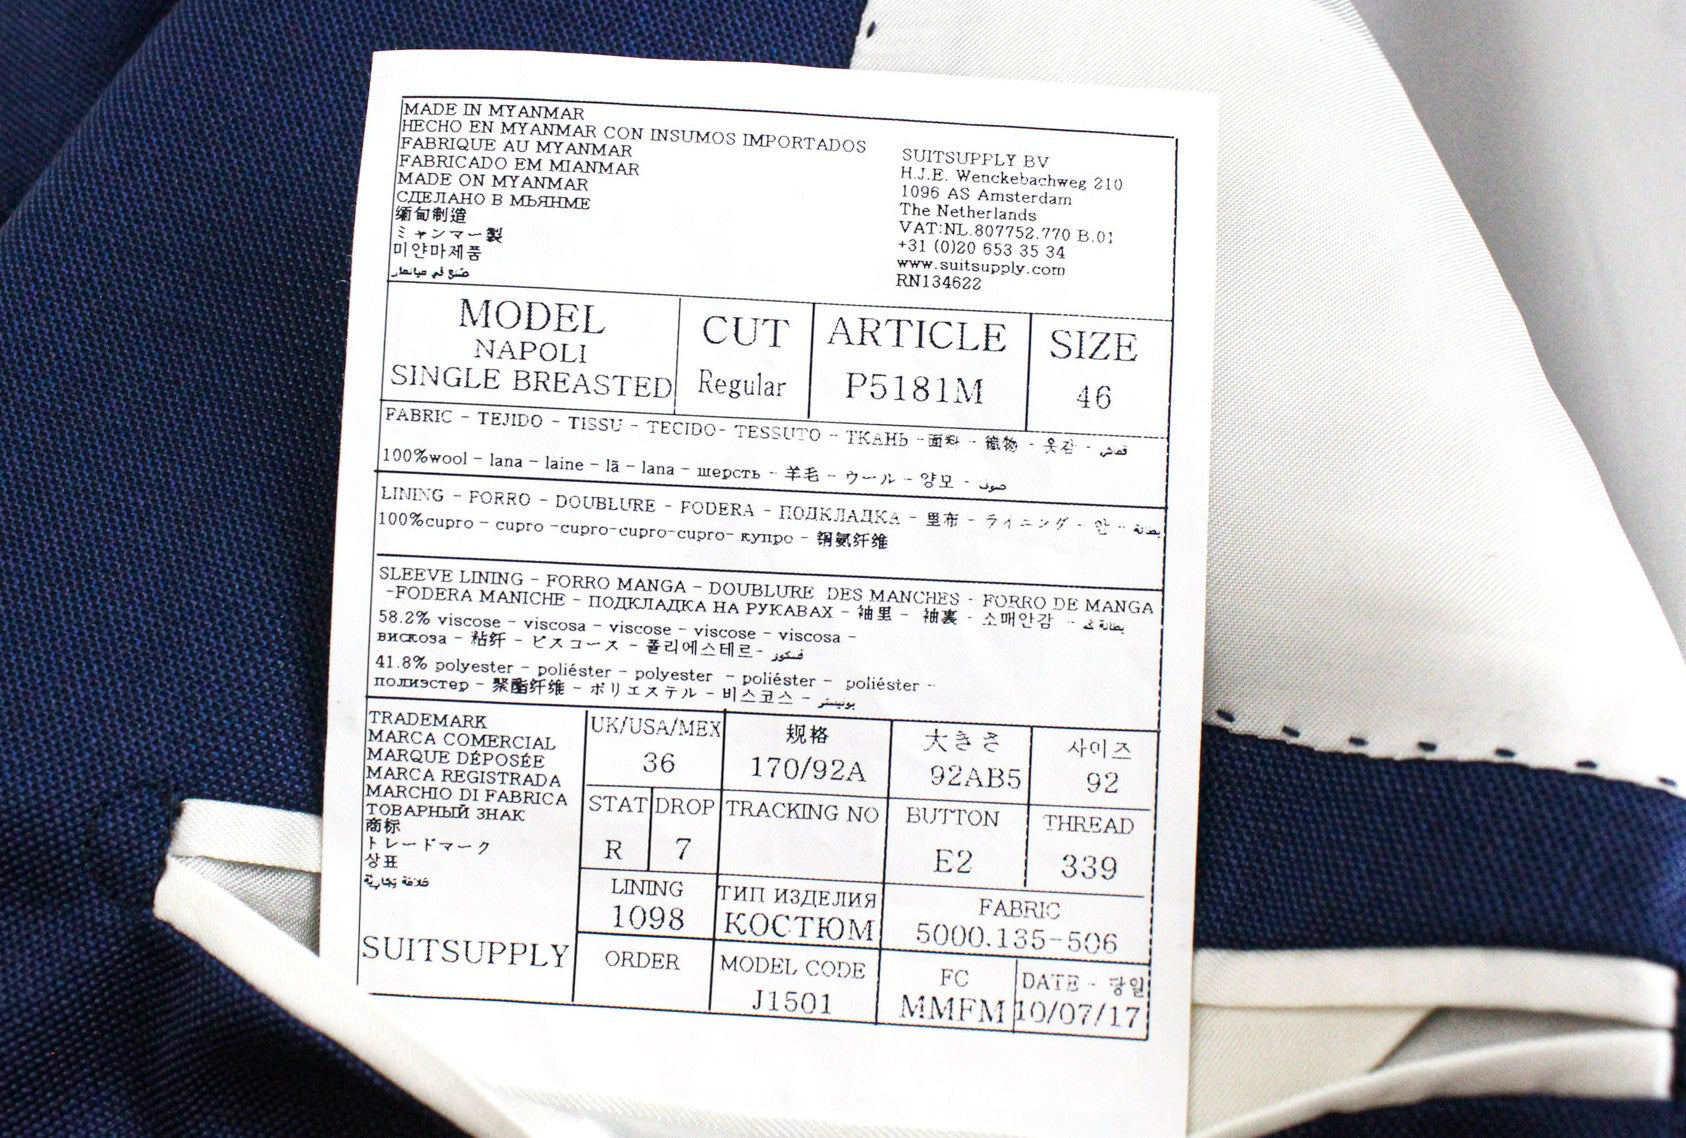 MADE IN MYANMAR
HECHO EN MYANMAR CON INSUMOS IMPORTADOS
FABRIQUE AU MYANMAR
FABRICADO EM MIANMAR
MADE ON MYANMAR
СДЕЛАНО В МЬЯНМЕ
缅甸制造
ミャンマー製
미얀마제품
صنع في ميانمار
SUITSUPPLY BV
H.J.E. Wenckebachweg 210
1096 AS Amsterdam
The Netherlands
VAT:NL.807752.770 B.01
+31 (0)20 653 35 34
www.suitsupply.com
RN134622
MODEL
NAPOLI
SINGLE BREASTED
CUT
Regular
ARTICLE
P5181M
SIZE
46
FABRIC - TEJIDO - TISSU - TECIDO- TESSUTO - ТКАНЬ -面料 - 織物 - 옷감 - قماش
100%wool - lana - laine - lã - lana - шерсть - 羊毛 - ウール - 양모 - صوف
LINING - FORRO - DOUBLURE - FODERA - ПОДКЛАДКА - 里布 - ライニング - 안 - بطانة
100%cupro - cupro -cupro-cupro-cupro- купро - 铜氨纤维
SLEEVE LINING - FORRO MANGA - DOUBLURE DES MANCHES - FORRO DE MANGA
-FODERA MANICHE - ПОДКЛАДКА НА РУКАВАХ - 袖里 - 袖裏 - 소매안감 - بطانة كم
58.2% viscose - viscosa - viscose - viscose - viscosa -
вискоза - 粘纤 - ビスコース - 폴리에스테르- فسكوز
41.8% polyester - poliéster - polyester - poliéster - poliéster -
полиэстер - 聚酯纤维 - ポリエステル - 비스코스 -
TRADEMARK
MARCA COMERCIAL
MARQUE DÉPOSÉE
MARCA REGISTRADA
MARCHIO DI FABRICA
ТОВАРНЫЙ ЗНАК
商标
トレードマーク
상표
SUITSUPPLY
UK/USA/MEX
36
规格
170/92A
大きさ
92AB5
사이즈
92
STAT
R
DROP
7
TRACKING NO
BUTTON
E2
THREAD
339
LINING
1098
ТИП ИЗДЕЛИЯ
КОСТЮМ
FABRIC
5000.135-506
ORDER
MODEL CODE
J1501
FC
MMFM
DATE - 당일
10/07/17